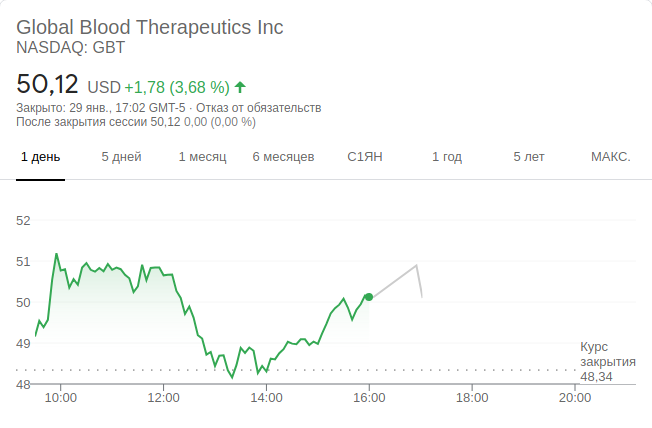 Global Blood Therapeutics Inc
NASDAQ: GBT
50,12 USD +1,78 (3,68 %)
Закрыто: 29 янв., 17:02 GMT-5 · Отказ от обязательств
После закрытия сессии 50,12 0,00 (0,00 %)
1 день 5 дней 1 месяц 6 месяцев С1ЯН 1 год 5 лет МАКС.
52
51
50
49
Курс
закрытия
48,34
48
10:00 12:00 14:00 16:00 18:00 20:00